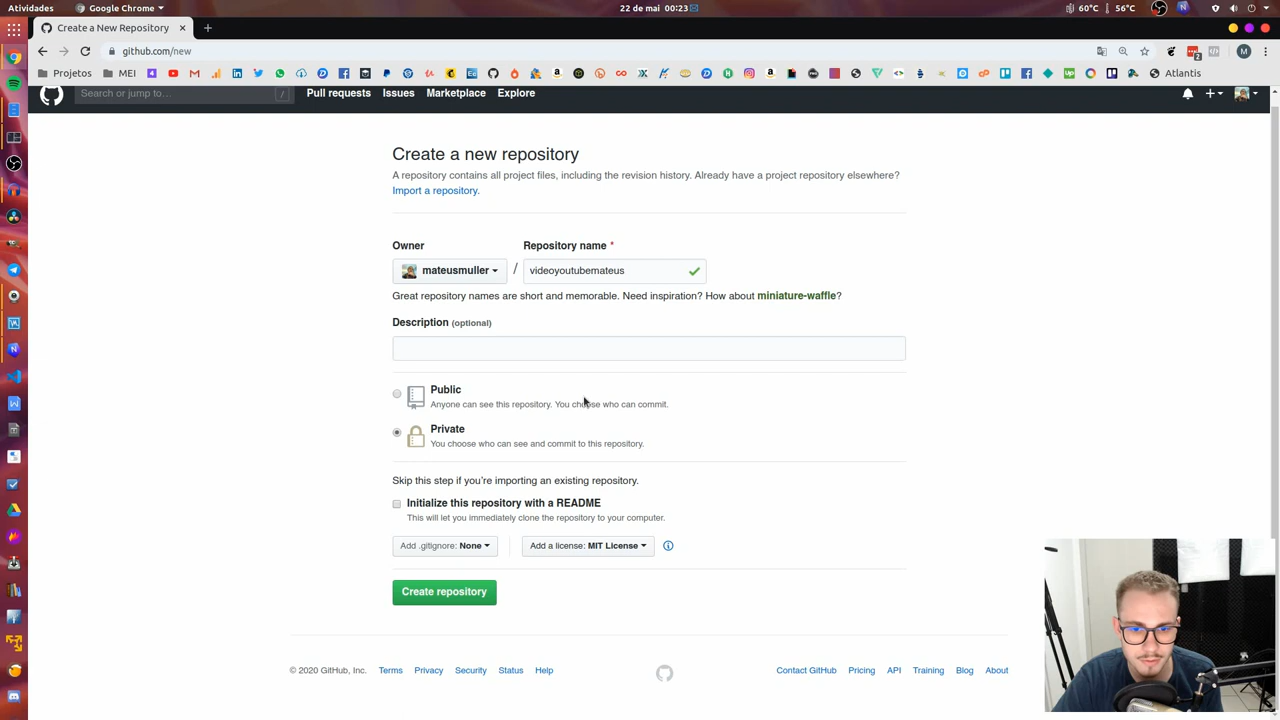 Atividades
Google Chrome
22 de mai 00:23
60°C
56°C
Create a New Repository
github.com/new
M
Projetos
MEI
Atlantis
Search or jump to…
/
Pull requests
Issues
Marketplace
Explore
Create a new repository
A repository contains all project files, including the revision history. Already have a project repository elsewhere?
Import a repository.
Owner
Repository name *
mateusmuller
/
videoyoutubemateus
Great repository names are short and memorable. Need inspiration? How about miniature-waffle?
Description (optional)
Public
Anyone can see this repository. You choose who can commit.
Private
You choose who can see and commit to this repository.
Skip this step if you're importing an existing repository.
Initialize this repository with a README
This will let you immediately clone the repository to your computer.
Add .gitignore: None
Add a license: MIT License
Create repository
© 2020 GitHub, Inc.
Terms
Privacy
Security
Status
Help
Contact GitHub
Pricing
API
Training
Blog
About